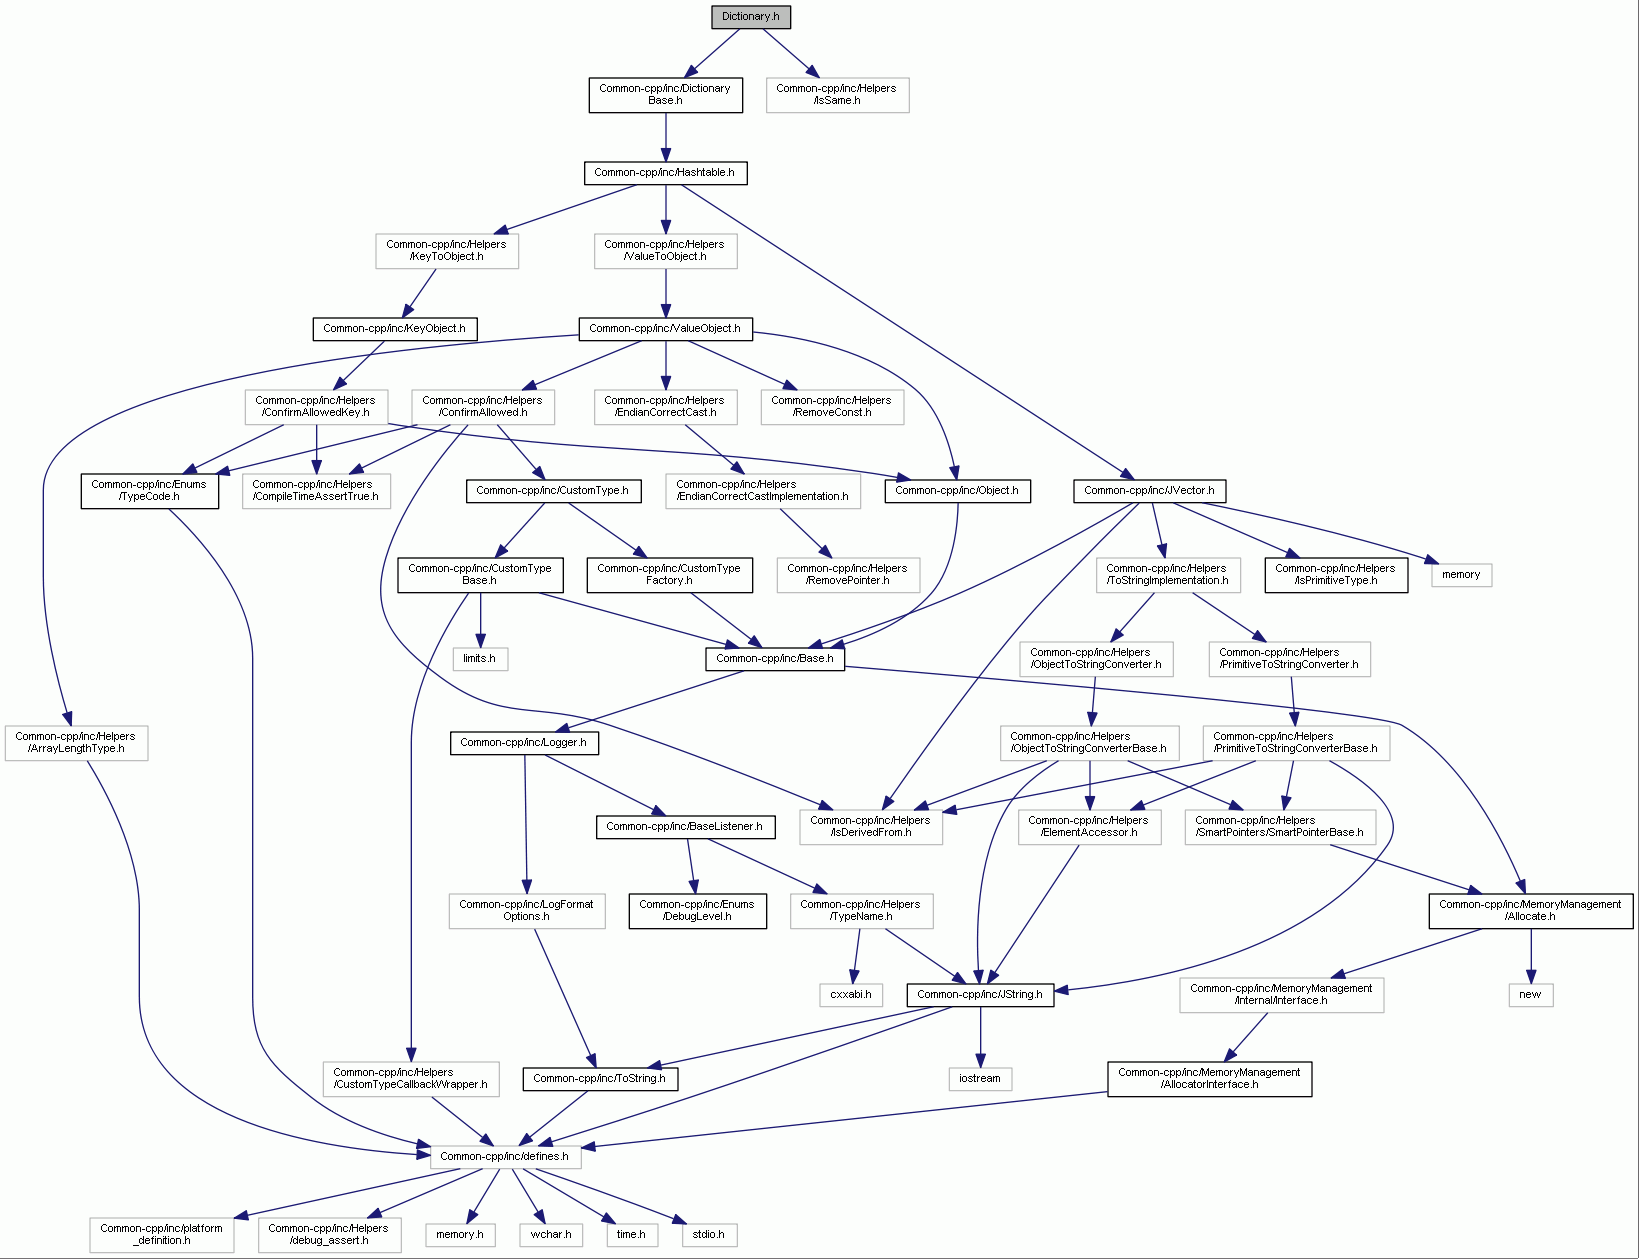 Dictionary.h
Common-cpp/inc/Dictionary
Base.h
Common-cpp/inc/Helpers
/IsSame.h
Common-cpp/inc/Hashtable.h
Common-cpp/inc/Helpers
/KeyToObject.h
Common-cpp/inc/Helpers
/ValueToObject.h
Common-cpp/inc/KeyObject.h
Common-cpp/inc/ValueObject.h
Common-cpp/inc/Helpers
/ConfirmAllowedKey.h
Common-cpp/inc/Helpers
/ConfirmAllowed.h
Common-cpp/inc/Helpers
/EndianCorrectCast.h
Common-cpp/inc/Helpers
/RemoveConst.h
Common-cpp/inc/Enums
/TypeCode.h
Common-cpp/inc/Helpers
/CompileTimeAssertTrue.h
Common-cpp/inc/CustomType.h
Common-cpp/inc/Helpers
/EndianCorrectCastImplementation.h
Common-cpp/inc/Object.h
Common-cpp/inc/JVector.h
Common-cpp/inc/CustomType
Base.h
Common-cpp/inc/CustomType
Factory.h
Common-cpp/inc/Helpers
/RemovePointer.h
Common-cpp/inc/Helpers
/ToStringImplementation.h
Common-cpp/inc/Helpers
/IsPrimitiveType.h
memory
limits.h
Common-cpp/inc/Base.h
Common-cpp/inc/Helpers
/ObjectToStringConverter.h
Common-cpp/inc/Helpers
/PrimitiveToStringConverter.h
Common-cpp/inc/Helpers
/ArrayLengthType.h
Common-cpp/inc/Logger.h
Common-cpp/inc/Helpers
/ObjectToStringConverterBase.h
Common-cpp/inc/Helpers
/PrimitiveToStringConverterBase.h
Common-cpp/inc/BaseListener.h
Common-cpp/inc/Helpers
/IsDerivedFrom.h
Common-cpp/inc/Helpers
/ElementAccessor.h
Common-cpp/inc/Helpers
/SmartPointers/SmartPointerBase.h
Common-cpp/inc/LogFormat
Options.h
Common-cpp/inc/Enums
/DebugLevel.h
Common-cpp/inc/Helpers
/TypeName.h
Common-cpp/inc/MemoryManagement
/Allocate.h
cxxabi.h
Common-cpp/inc/JString.h
Common-cpp/inc/MemoryManagement
/Internal/Interface.h
new
Common-cpp/inc/Helpers
/CustomTypeCallbackWrapper.h
Common-cpp/inc/ToString.h
iostream
Common-cpp/inc/MemoryManagement
/AllocatorInterface.h
Common-cpp/inc/defines.h
Common-cpp/inc/platform
_definition.h
Common-cpp/inc/Helpers
/debug_assert.h
memory.h
wchar.h
time.h
stdio.h